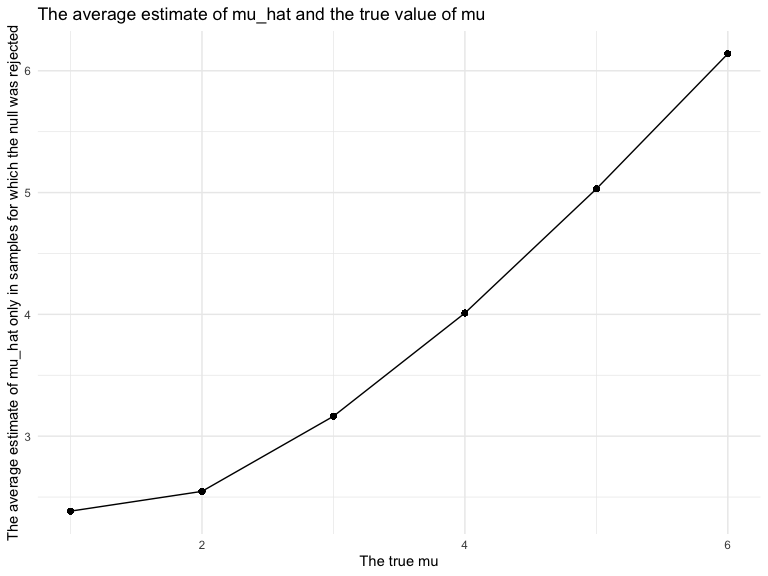 The average estimate of mu_hat and the true value of mu
The average estimate of mu_hat only in samples for which the null was rejected
6
5
4
3
2
4
6
The true mu